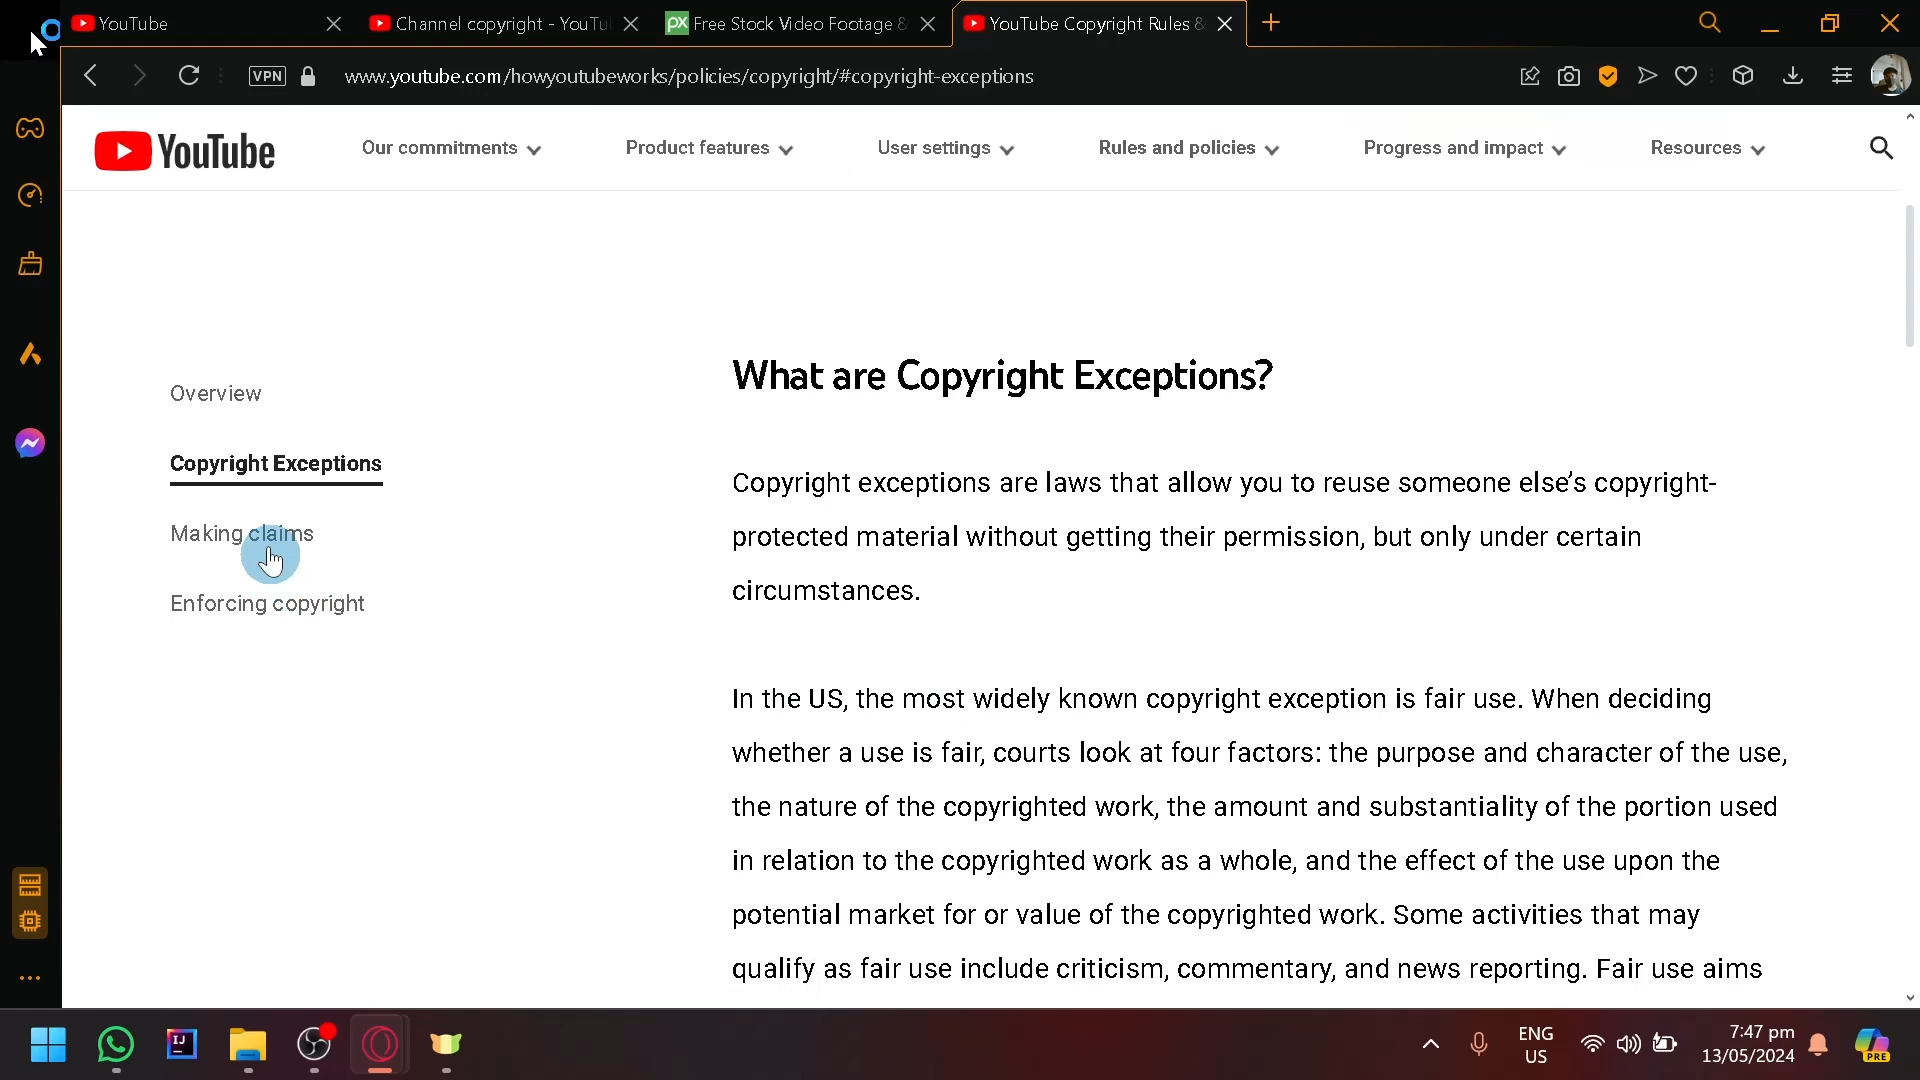 YouTube
Channel copyright - YouTu
Free Stock Video Footage &
YouTube Copyright Rules &
VPN
www.youtube.com/howyoutubeworks/policies/copyright/#copyright-exceptions
YouTube
Our commitments
Product features
User settings
Rules and policies
Progress and impact
Resources
Overview
Copyright Exceptions
Making claims
Enforcing copyright
What are Copyright Exceptions?
Copyright exceptions are laws that allow you to reuse someone else’s copyright-
protected material without getting their permission, but only under certain
circumstances.
In the US, the most widely known copyright exception is fair use. When deciding
whether a use is fair, courts look at four factors: the purpose and character of the use,
the nature of the copyrighted work, the amount and substantiality of the portion used
in relation to the copyrighted work as a whole, and the effect of the use upon the
potential market for or value of the copyrighted work. Some activities that may
qualify as fair use include criticism, commentary, and news reporting. Fair use aims
IJ
ENG
US
7:47 pm
13/05/2024
PRE